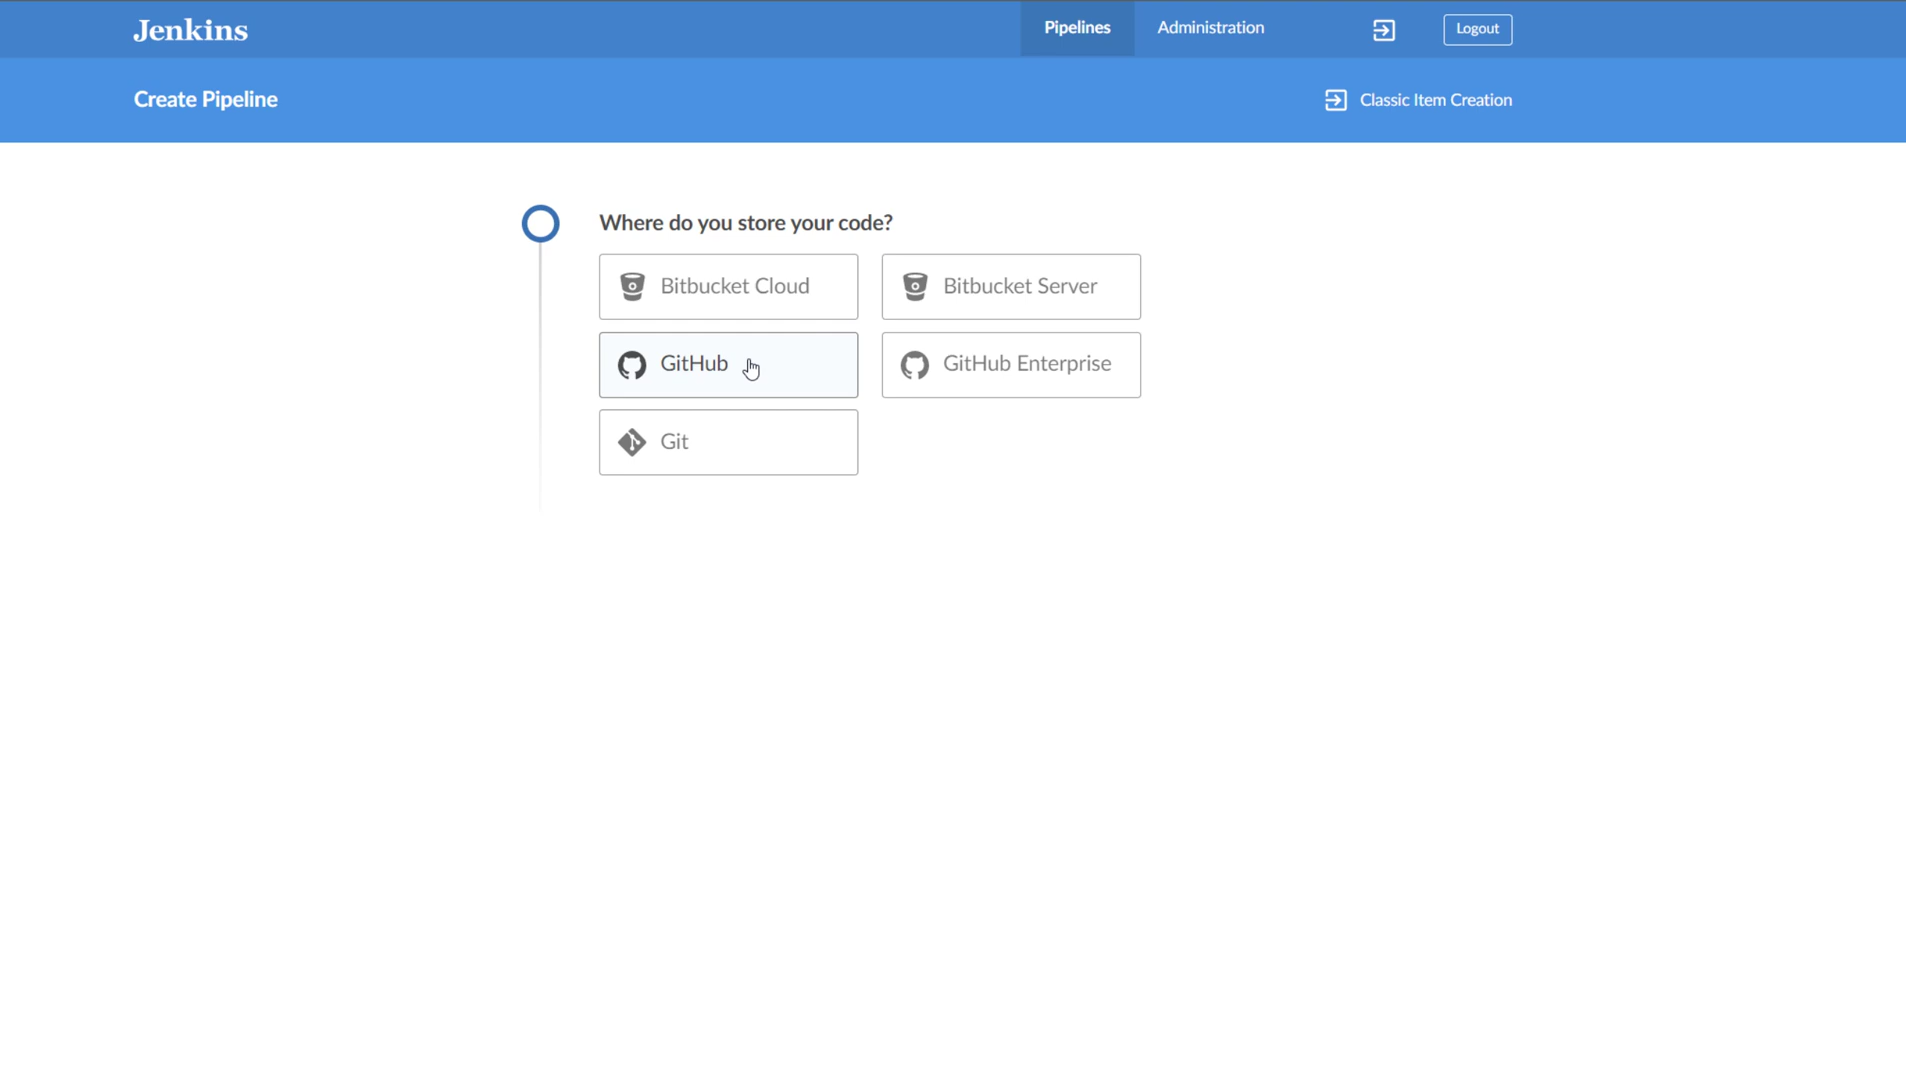 Jenkins
Pipelines
Administration
Logout
Create Pipeline
Classic Item Creation
Where do you store your code?
Bitbucket Cloud
Bitbucket Server
GitHub
GitHub Enterprise
Git